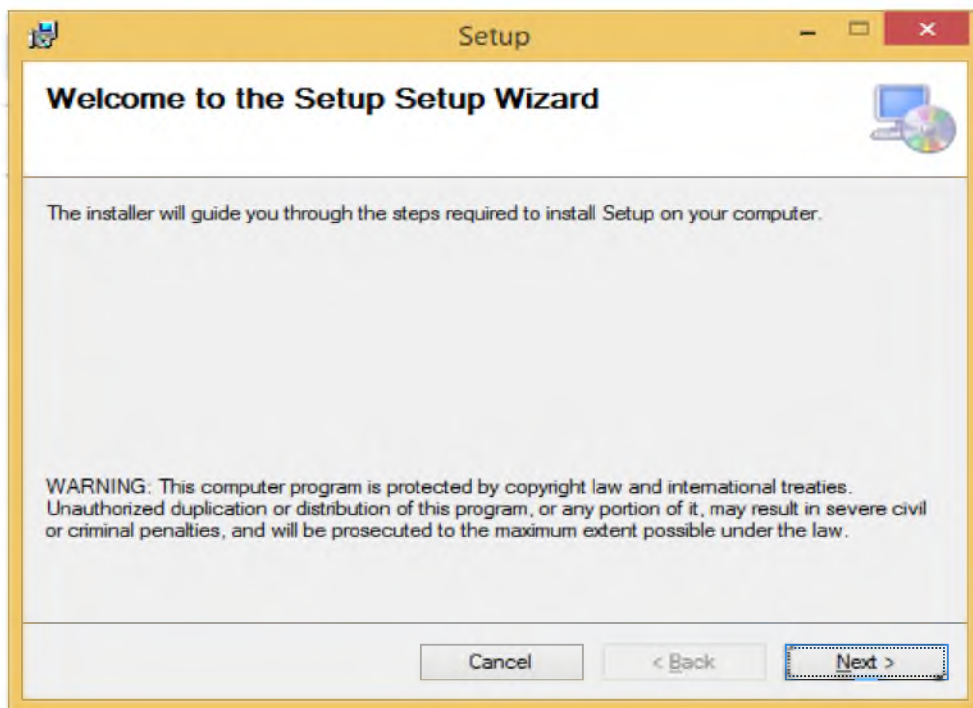 Setup
Welcome to the Setup Setup Wizard
The installer will guide you through the steps required to install Setup on your computer.
WARNING: This computer program is protected by copyright law and international treaties.
Unauthorized duplication or distribution of this program, or any portion of it, may result in severe civil
or criminal penalties, and will be prosecuted to the maximum extent possible under the law.
Cancel
< Back
Next >